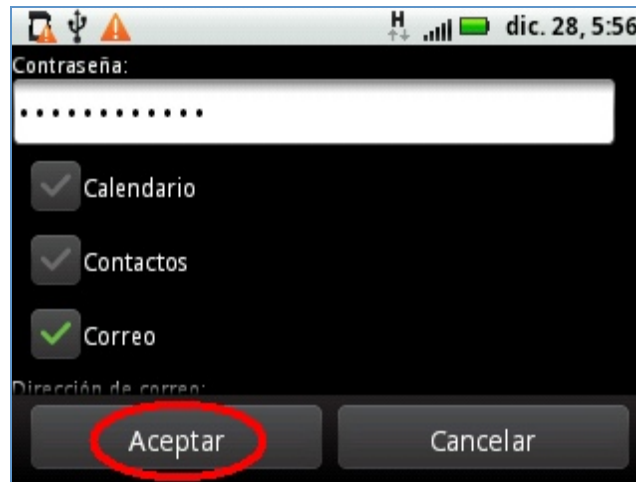 H dic. 28, 5:56
Contraseña:
••••••••••••
Calendario
Contactos
Correo
Dirección de correo:
Aceptar Cancelar